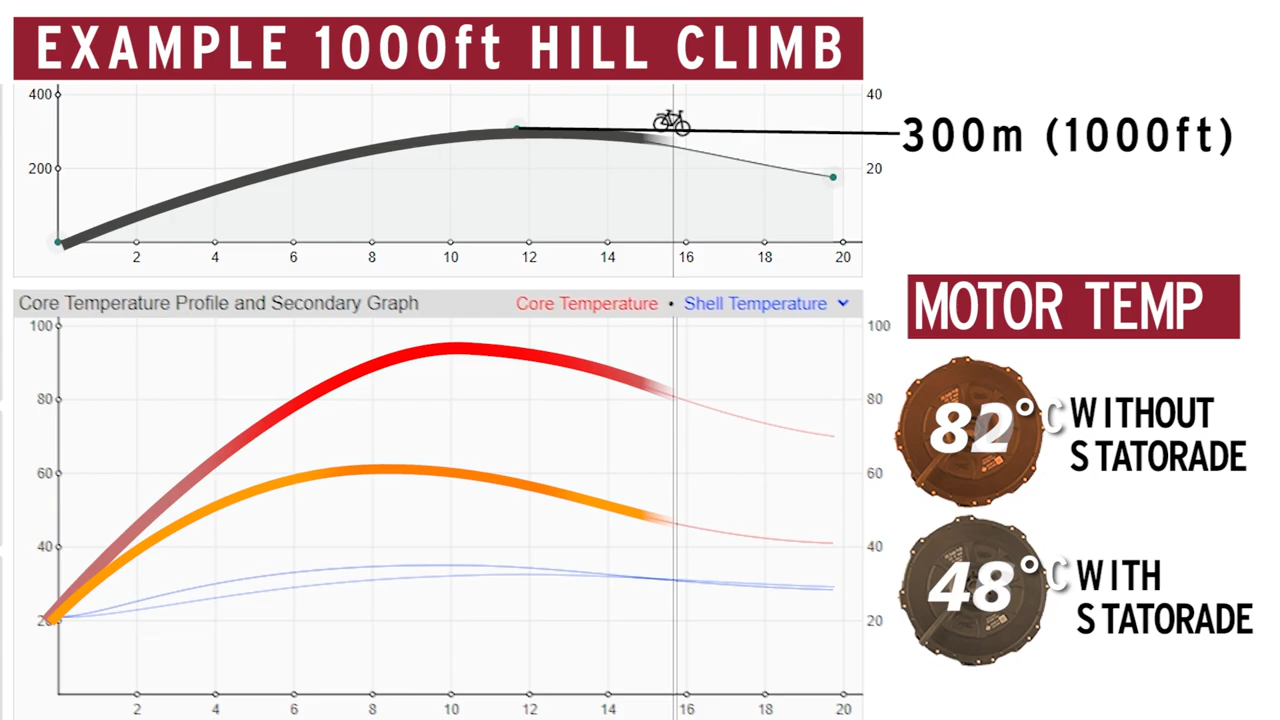 EXAMPLE 1000ft HILL CLIMB
400
40
300m (1000ft)
200
20
2 4 6 8 10 12 14 16 18 20
Core Temperature Profile and Secondary Graph Core Temperature • Shell Temperature
MOTOR TEMP
100
100
80
80
82°C WITHOUT
STATORADE
60
60
40
40
48°C WITH
STATORADE
20
20
2 4 6 8 10 12 14 16 18 20